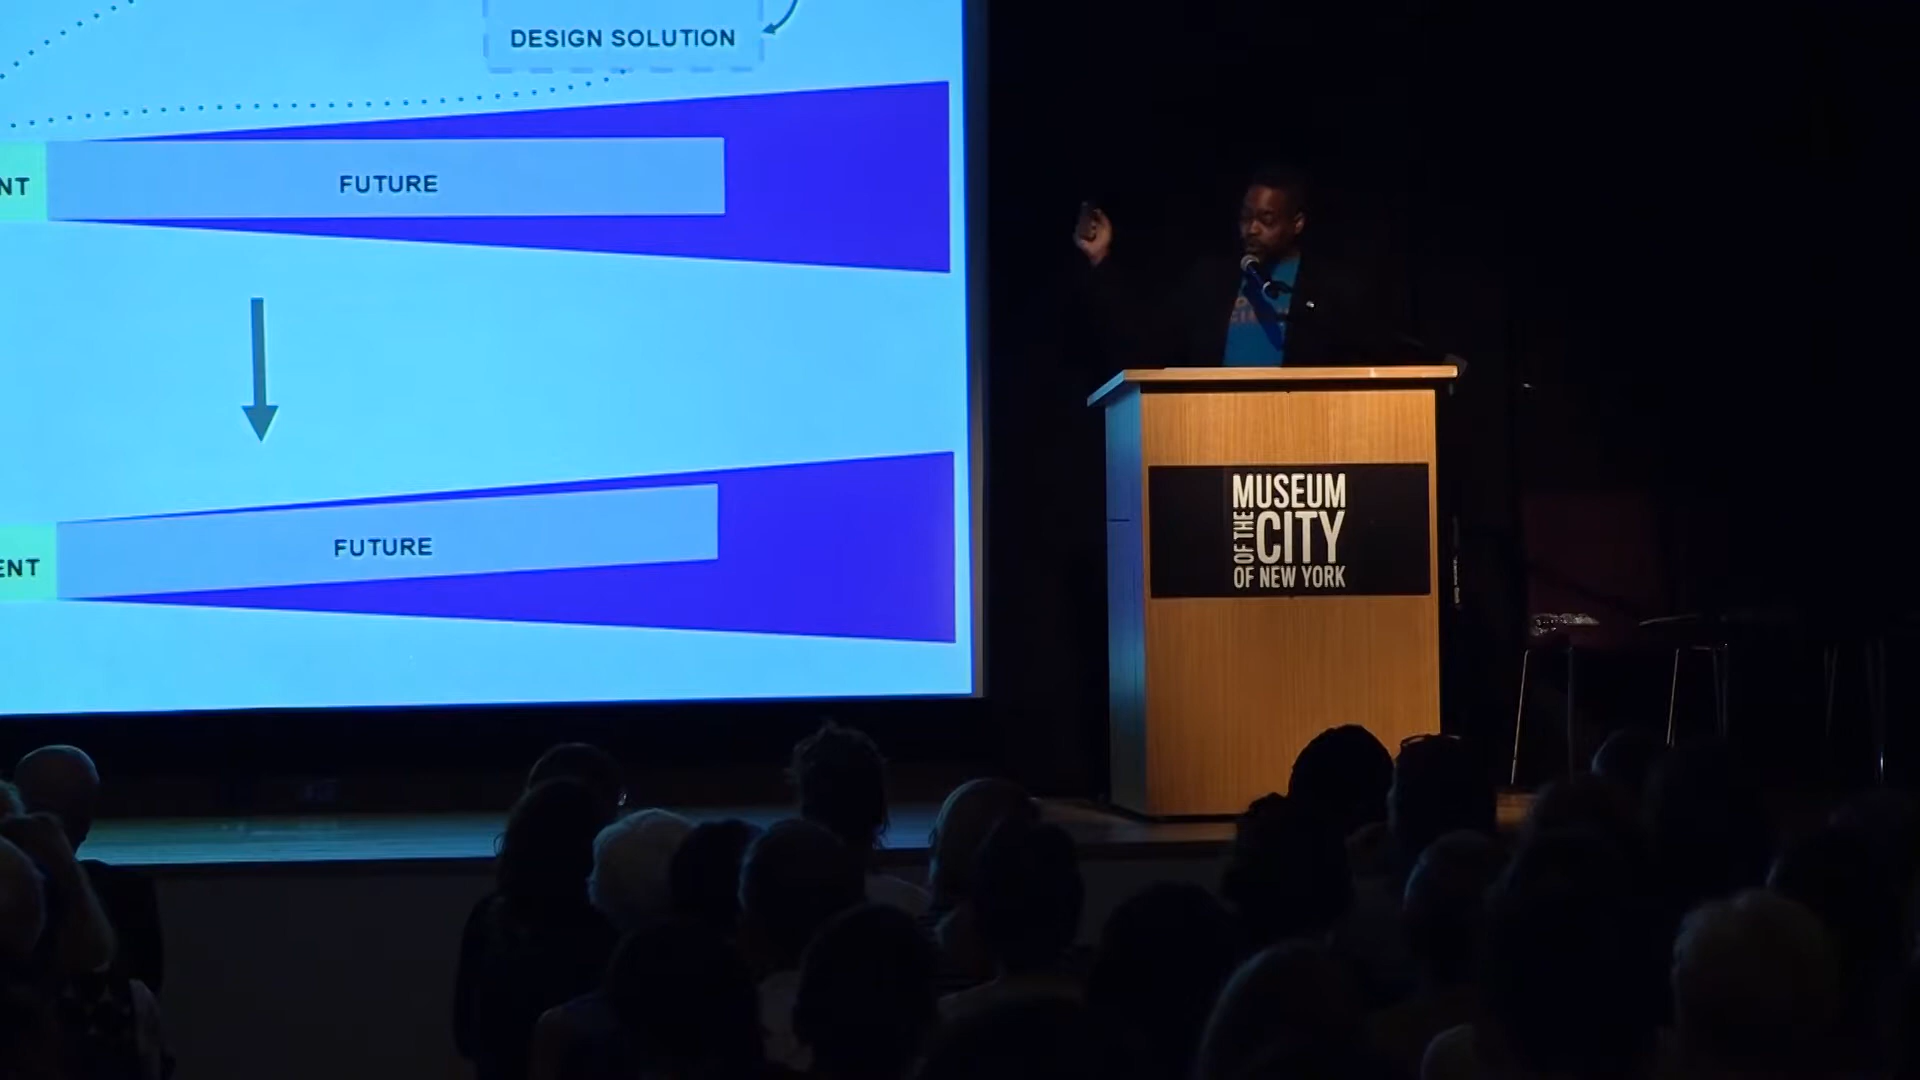 DESIGN SOLUTION
NT
FUTURE
ENT
FUTURE
MUSEUM
OF THE
CITY
OF NEW YORK